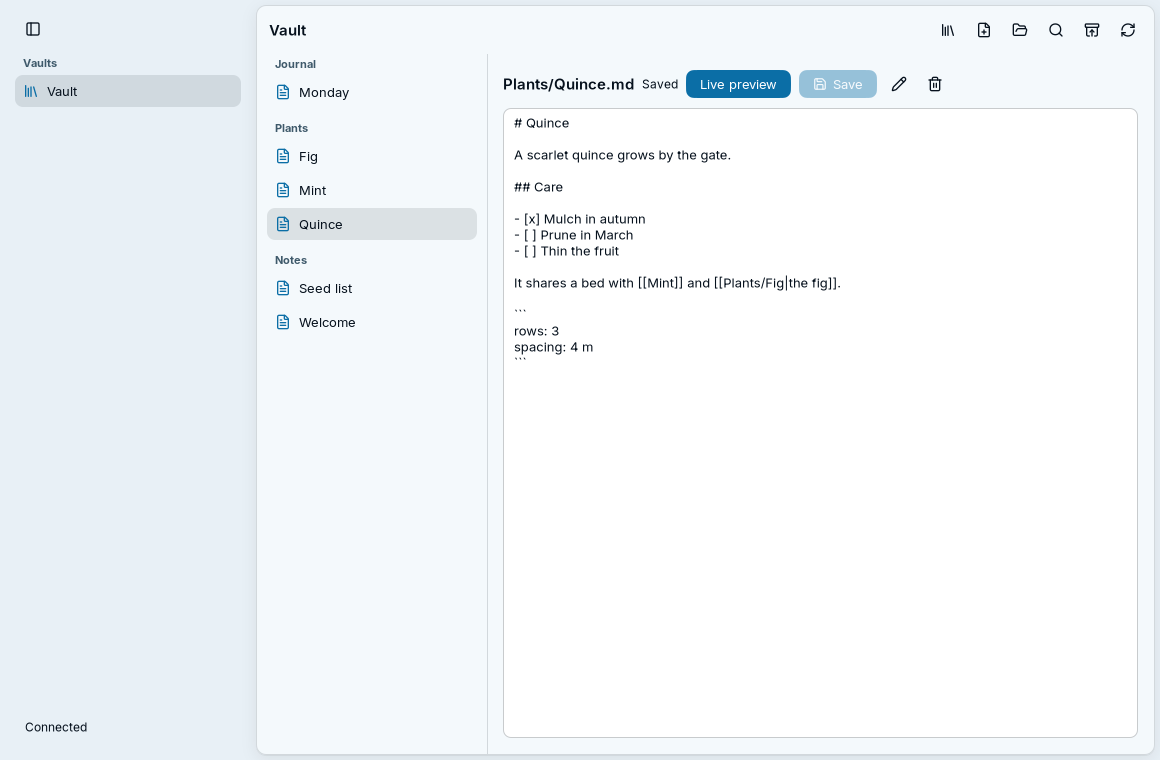 Vaults
Vault
Connected
Vault
Journal
Monday
Plants
Fig
Mint
Quince
Notes
Seed list
Welcome
Plants/Quince.md Saved Live preview Save
# Quince
A scarlet quince grows by the gate.
## Care
- [x] Mulch in autumn
- [ ] Prune in March
- [ ] Thin the fruit
It shares a bed with [[Mint]] and [[Plants/Fig|the fig]].
```
rows: 3
spacing: 4 m
```